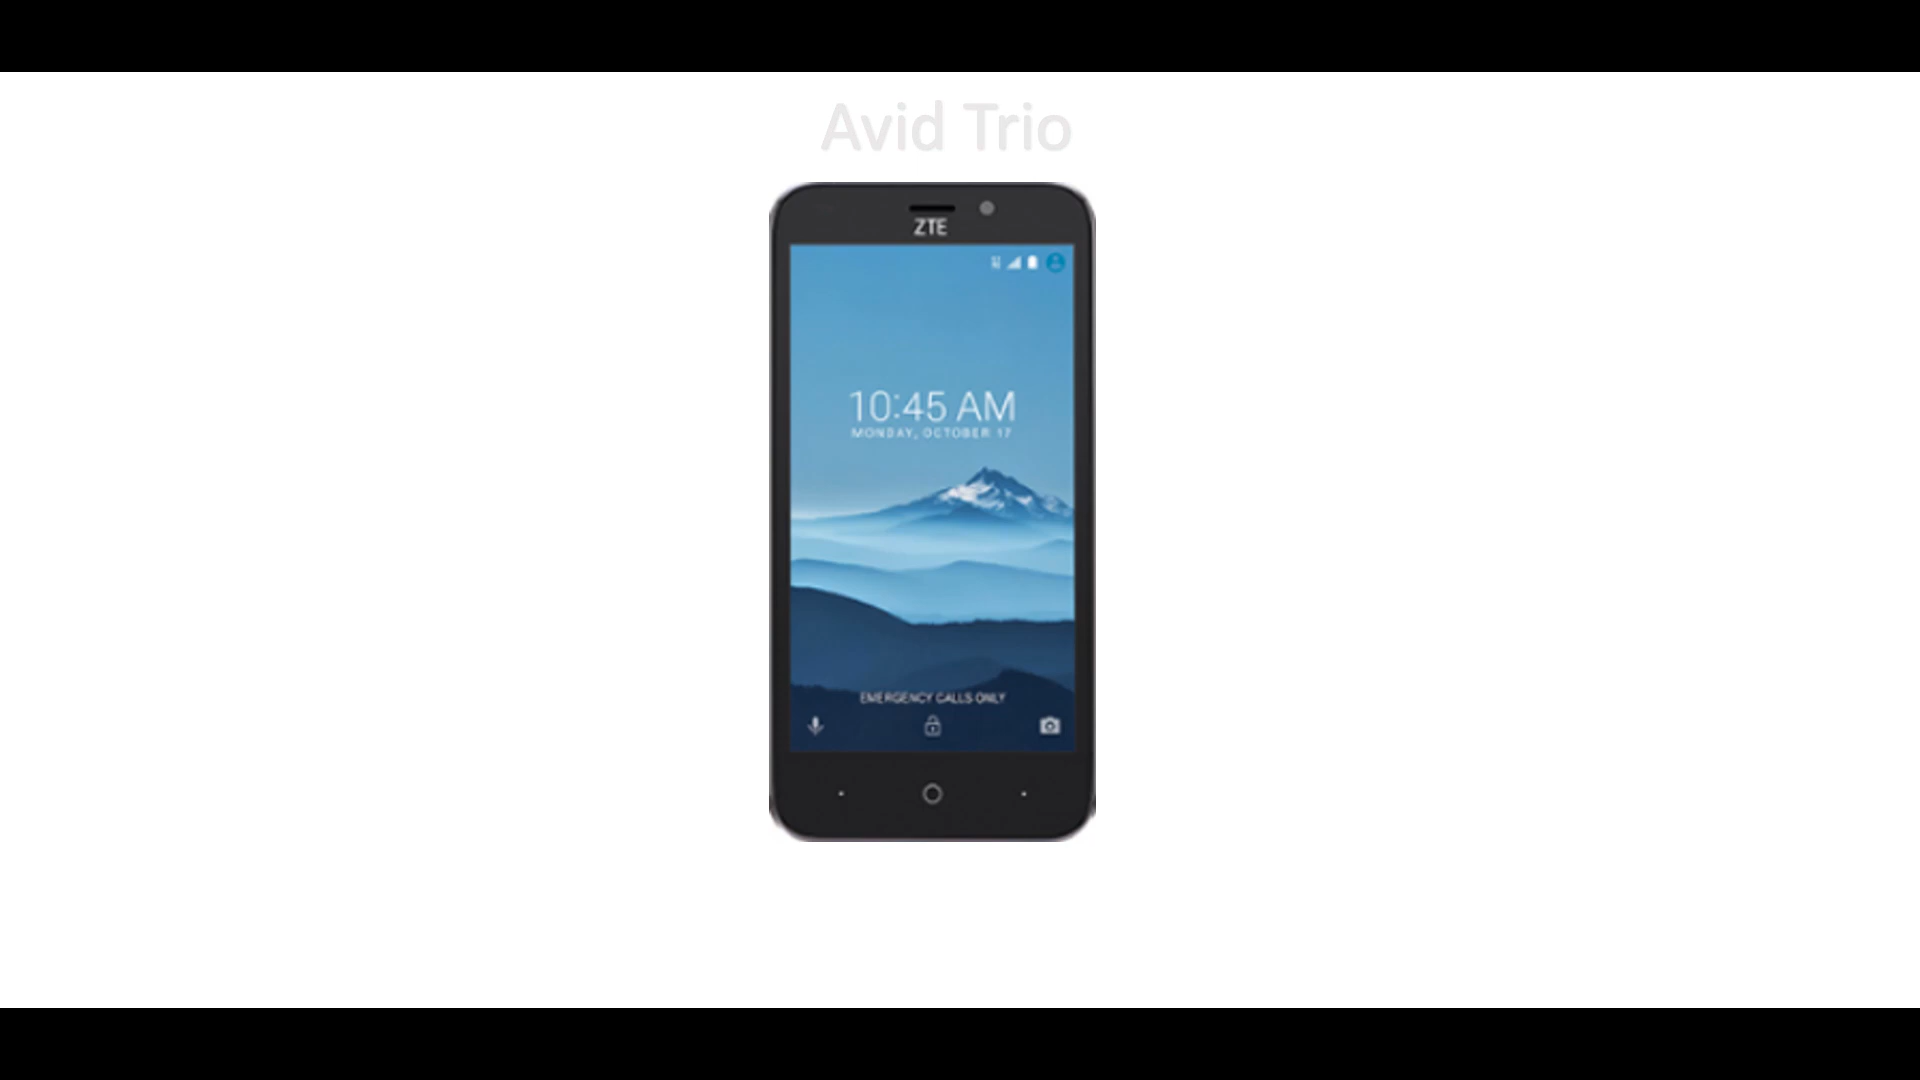 Avid Trio
ZTE
10:45 AM
MONDAY, OCTOBER 17
EMERGENCY CALLS ONLY